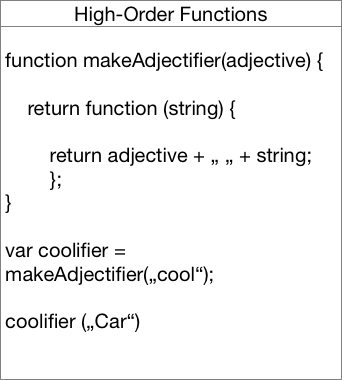 High-Order Functions
function makeAdjectifier(adjective) {
return function (string) {
return adjective + „ „ + string;
};
}
var coolifier =
makeAdjectifier(„cool“);
coolifier („Car“)